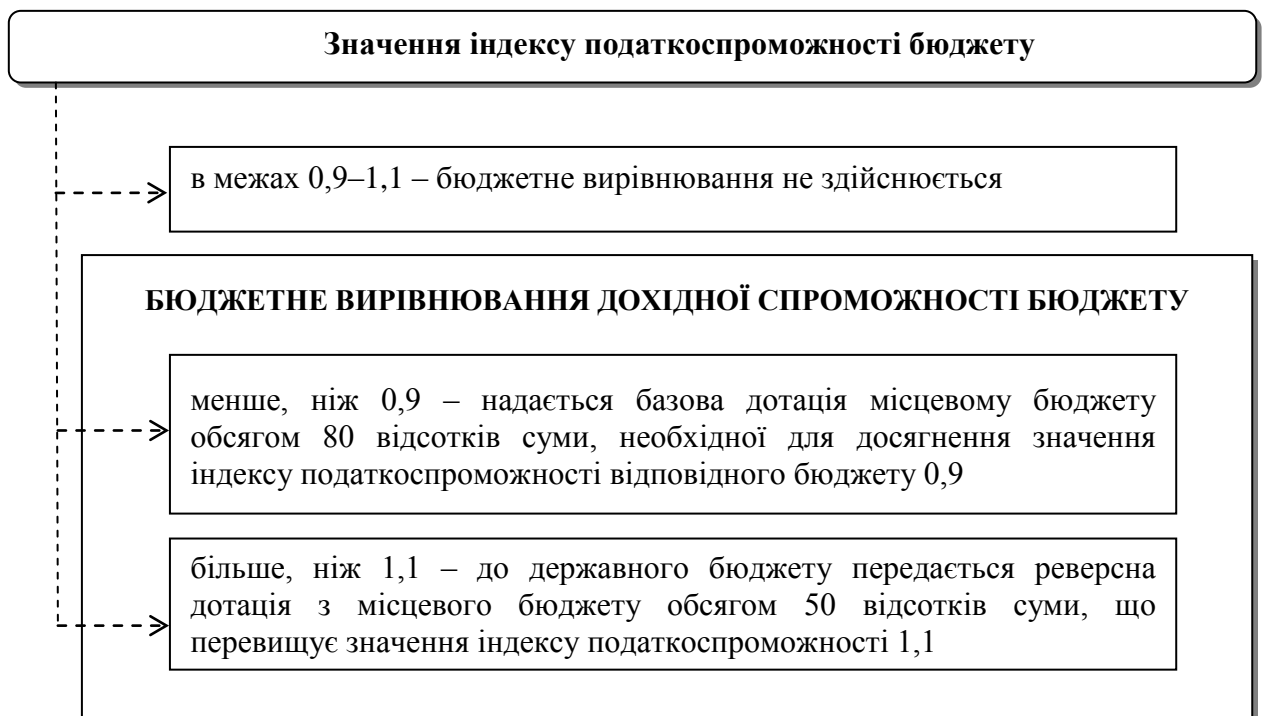 Значення індексу податкоспроможності бюджету
в межах 0,9–1,1 – бюджетне вирівнювання не здійснюється
БЮДЖЕТНЕ ВИРІВНЮВАННЯ ДОХІДНОЇ СПРОМОЖНОСТІ БЮДЖЕТУ
менше, ніж 0,9 – надається базова дотація місцевому бюджету
обсягом 80 відсотків суми, необхідної для досягнення значення
індексу податкоспроможності відповідного бюджету 0,9
більше, ніж 1,1 – до державного бюджету передається реверсна
дотація з місцевого бюджету обсягом 50 відсотків суми, що
перевищує значення індексу податкоспроможності 1,1